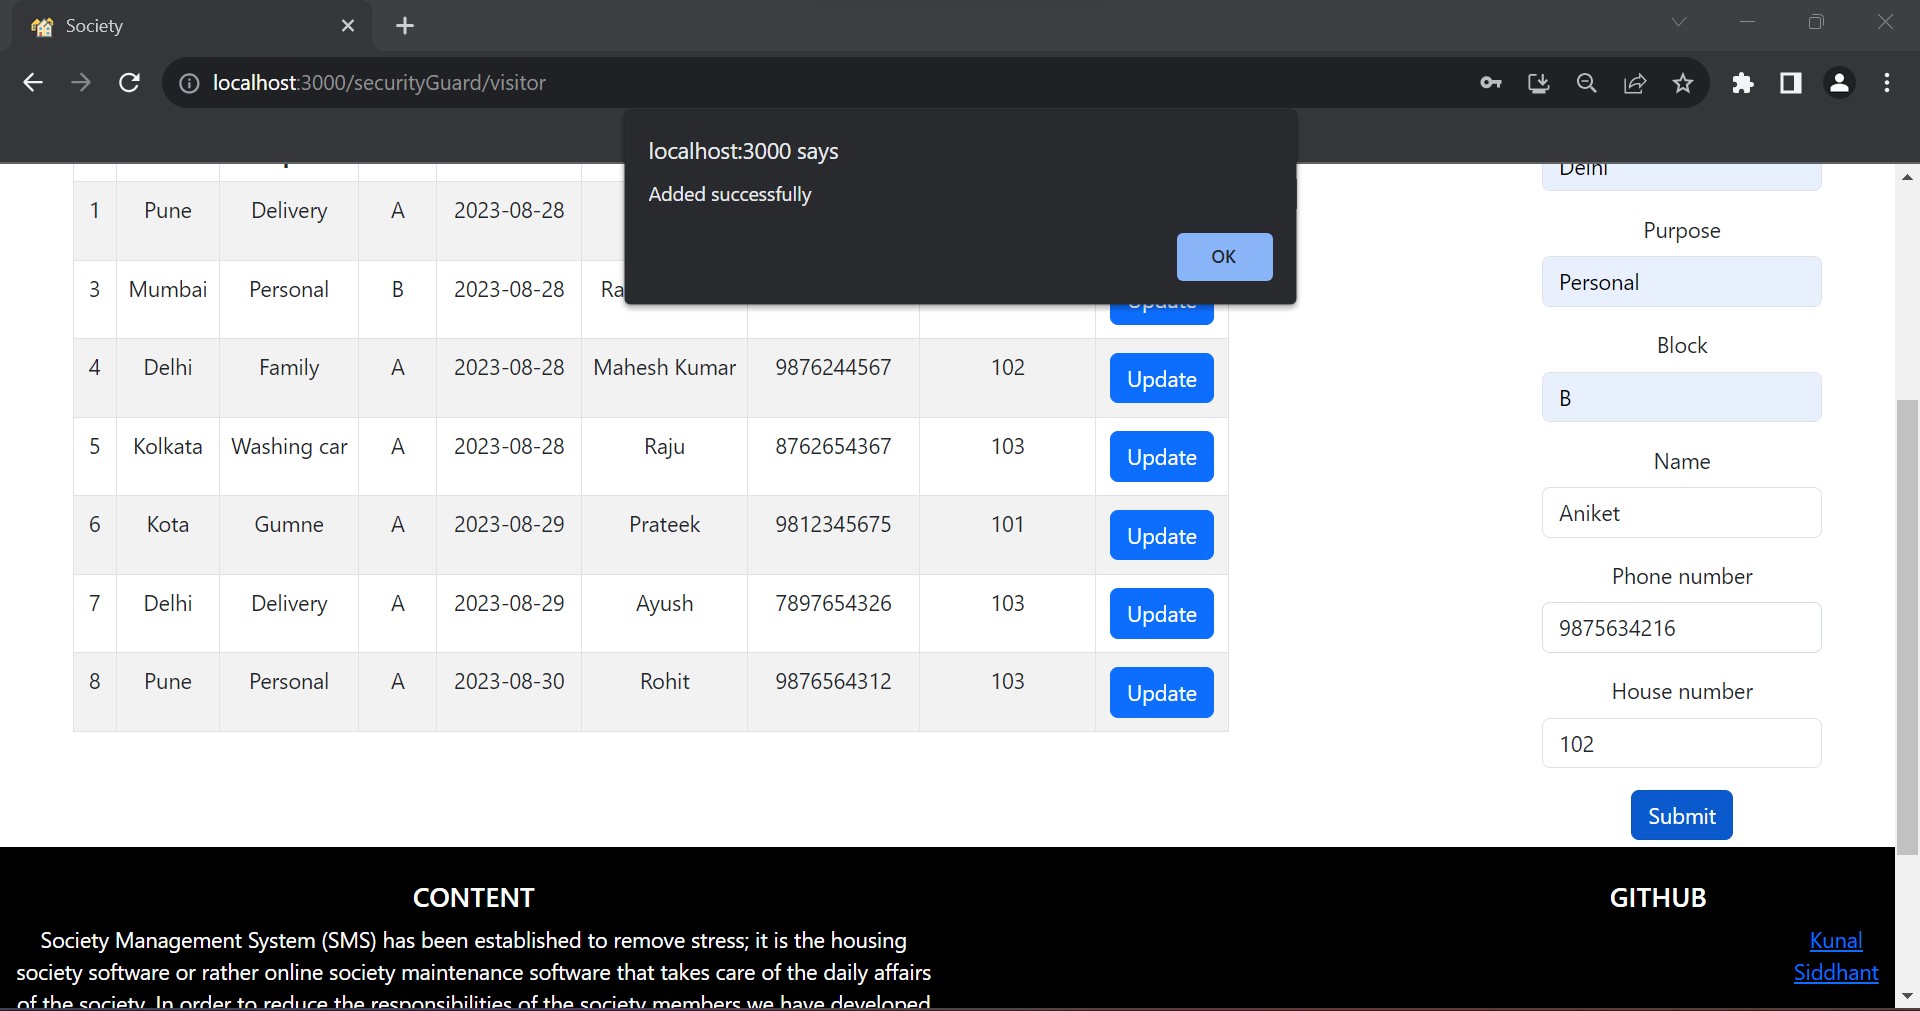 Society
localhost:3000/securityGuard/visitor
localhost:3000 says
Added successfully
OK
1 Pune Delivery A 2023-08-28
3 Mumbai Personal B 2023-08-28 Ra Update
4 Delhi Family A 2023-08-28 Mahesh Kumar 9876244567 102 Update
5 Kolkata Washing car A 2023-08-28 Raju 8762654367 103 Update
6 Kota Gumne A 2023-08-29 Prateek 9812345675 101 Update
7 Delhi Delivery A 2023-08-29 Ayush 7897654326 103 Update
8 Pune Personal A 2023-08-30 Rohit 9876564312 103 Update
Delhi
Purpose
Personal
Block
B
Name
Aniket
Phone number
9875634216
House number
102
Submit
CONTENT
Society Management System (SMS) has been established to remove stress; it is the housing
society software or rather online society maintenance software that takes care of the daily affairs
of the society. In order to reduce the responsibilities of the society members we have developed
GITHUB
Kunal
Siddhant